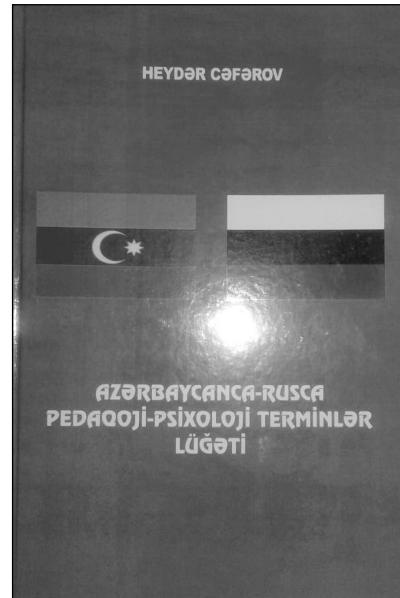 HEYDƏR CƏFƏROV
AZƏRBAYCANCA-RUSCA
PEDAQOJİ-PSİXOLOJİ TERMİNLƏR
LÜĞƏTİ